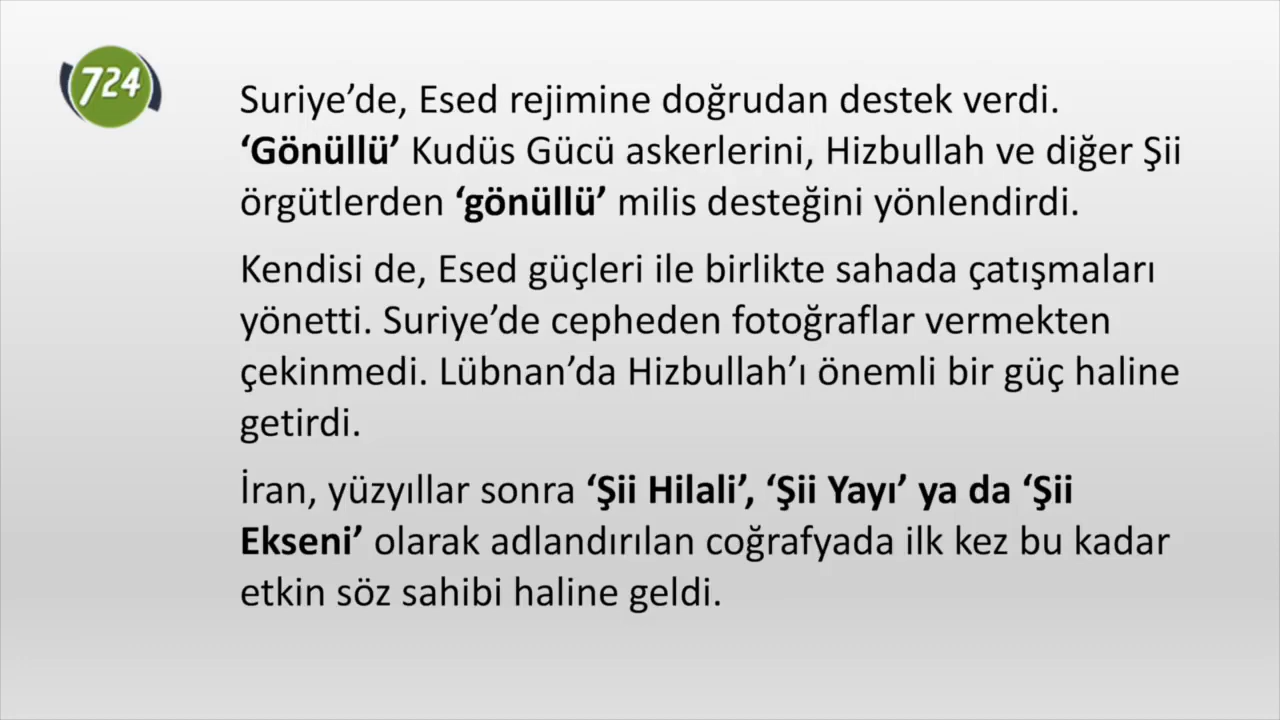 724
Suriye’de, Esed rejimine doğrudan destek verdi.
‘Gönüllü’ Kudüs Gücü askerlerini, Hizbullah ve diğer Şii
örgütlerden ‘gönüllü’ milis desteğini yönlendirdi.
Kendisi de, Esed güçleri ile birlikte sahada çatışmaları
yönetti. Suriye’de cepheden fotoğraflar vermekten
çekinmedi. Lübnan’da Hizbullah’ı önemli bir güç haline
getirdi.
İran, yüzyıllar sonra ‘Şii Hilali’, ‘Şii Yayı’ ya da ‘Şii
Ekseni’ olarak adlandırılan coğrafyada ilk kez bu kadar
etkin söz sahibi haline geldi.